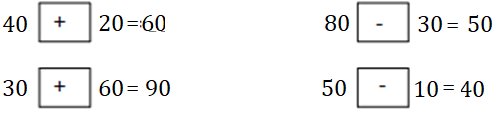 40 + 20 = 60 80 - 30 = 50
30 + 60 = 90 50 - 10 = 40